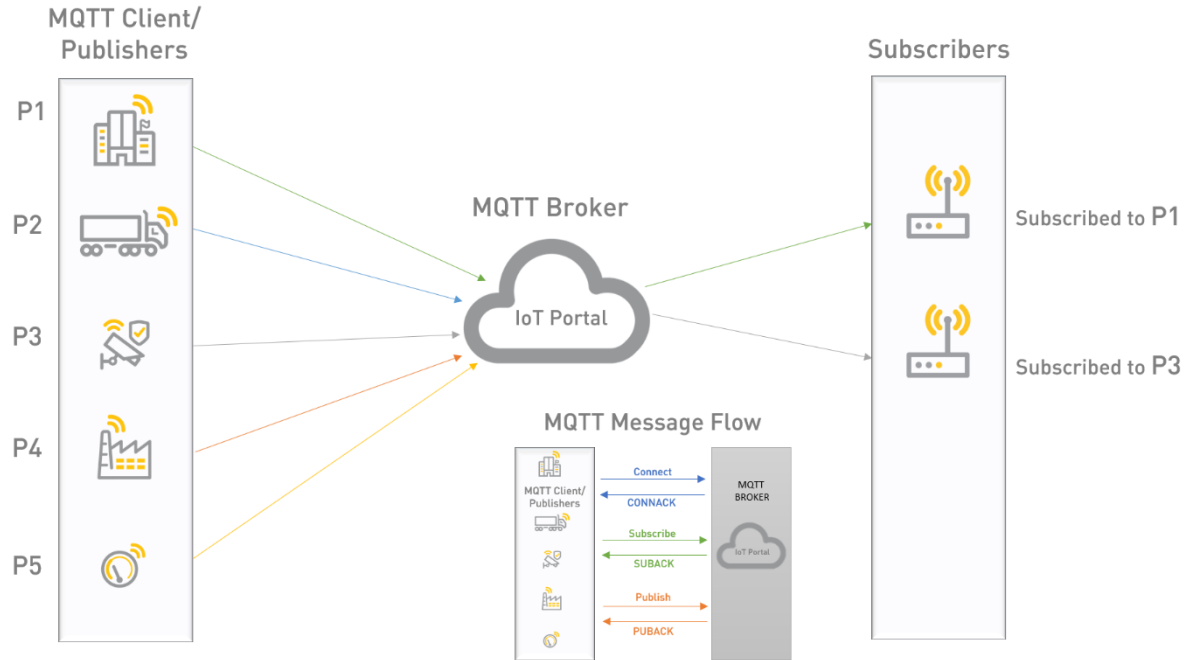 MQTT Client/
Publishers
P1
P2
P3
P4
P5
MQTT Broker
IoT Portal
Subscribers
Subscribed to P1
Subscribed to P3
MQTT Message Flow
MQTT Client/
Publishers
Connect
CONNACK
Subscribe
SUBACK
Publish
PUBACK
MQTT
BROKER
IoT Portal